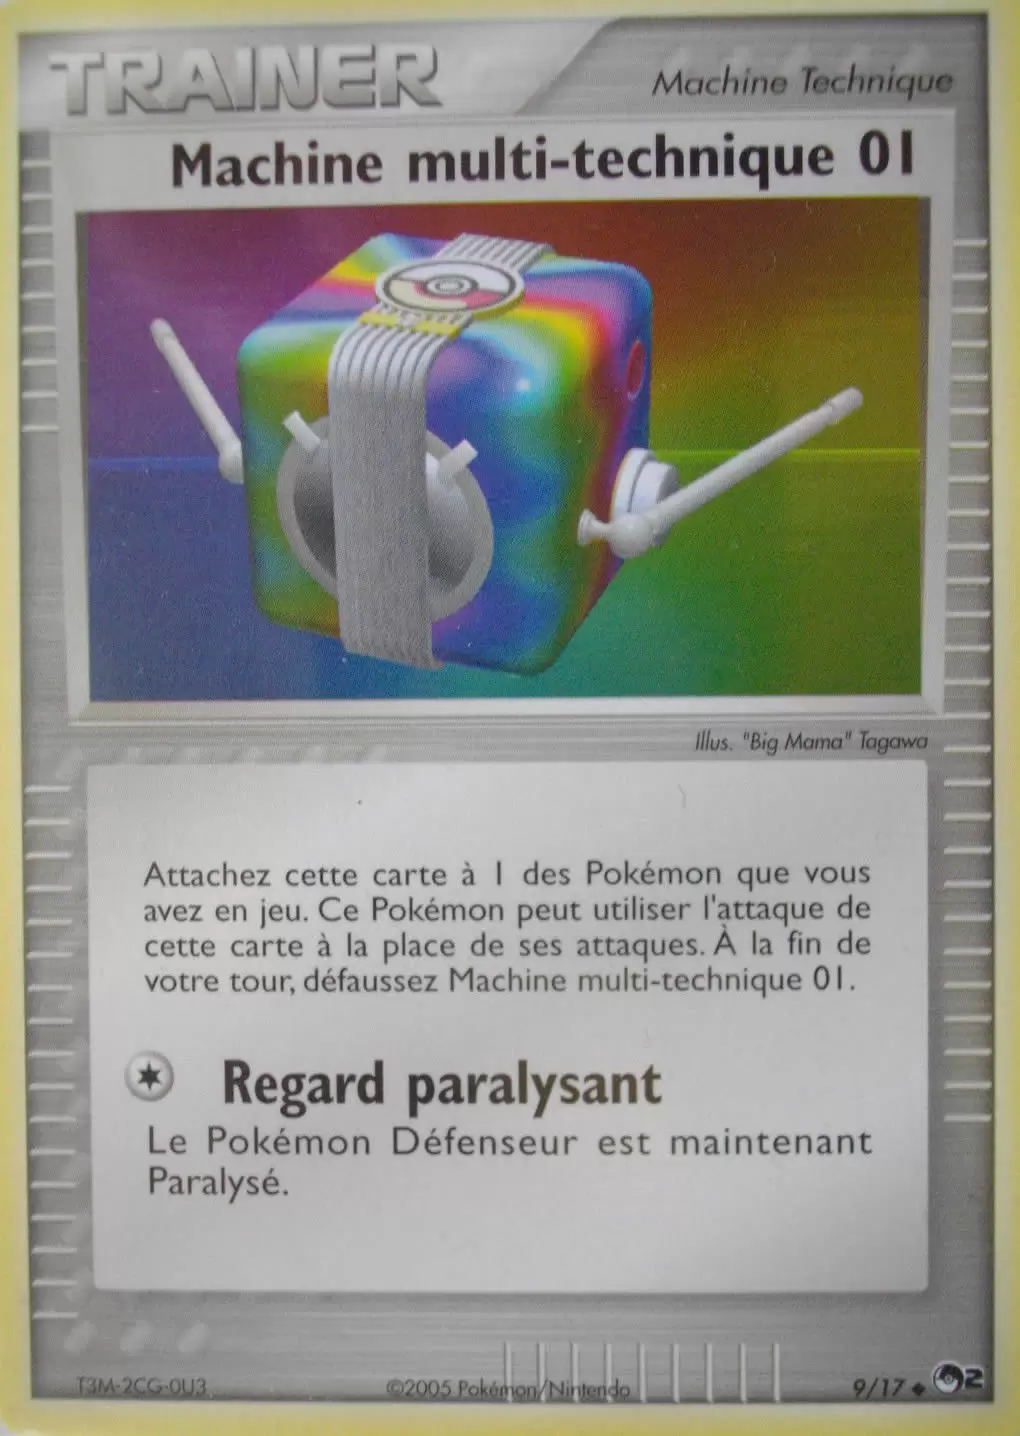 TRAINER
Machine Technique
Machine multi-technique 01
Illus. "Big Mama" Tagawa
Attachez cette carte à 1 des Pokémon que vous
avez en jeu. Ce Pokémon peut utiliser l'attaque de
cette carte à la place de ses attaques. À la fin de
votre tour, défaussez Machine multi-technique 01.
Regard paralysant
Le Pokémon Défenseur est maintenant
Paralysé.
T3M-2CG-0U3
©2005 Pokémon/Nintendo
9/17 ◆ 2